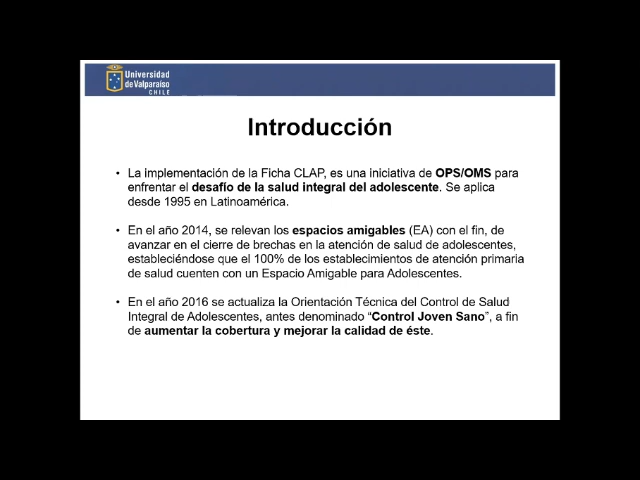 Universidad
de Valparaíso
CHILE
Introducción
• La implementación de la Ficha CLAP, es una iniciativa de OPS/OMS para
enfrentar el desafío de la salud integral del adolescente. Se aplica
desde 1995 en Latinoamérica.
• En el año 2014, se relevan los espacios amigables (EA) con el fin, de
avanzar en el cierre de brechas en la atención de salud de adolescentes,
estableciéndose que el 100% de los establecimientos de atención primaria
de salud cuenten con un Espacio Amigable para Adolescentes.
• En el año 2016 se actualiza la Orientación Técnica del Control de Salud
Integral de Adolescentes, antes denominado “Control Joven Sano”, a fin
de aumentar la cobertura y mejorar la calidad de éste.